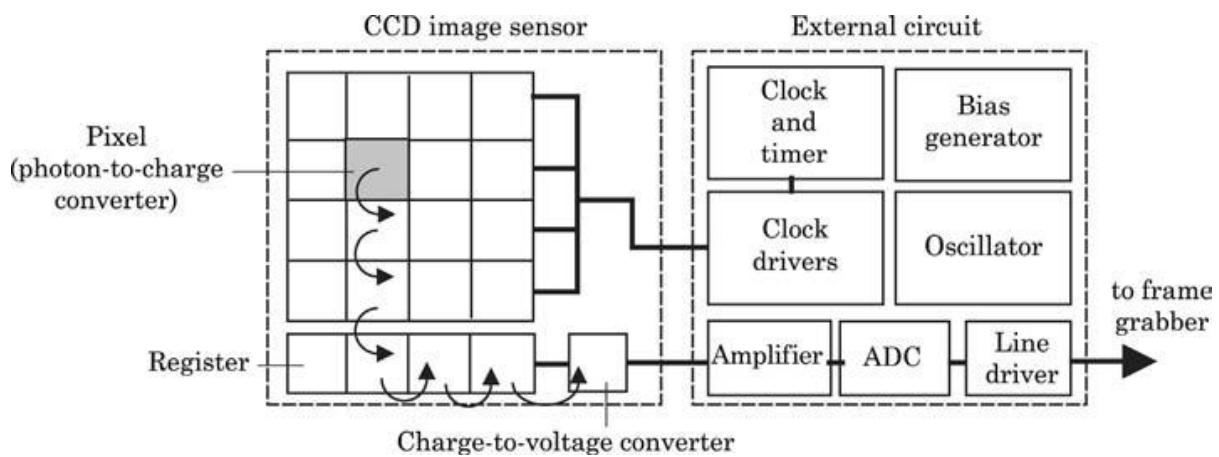 CCD image sensor
External circuit
Pixel
(photon-to-charge
converter)
Clock
and
timer
Bias
generator
Clock
drivers
Oscillator
to frame
grabber
Register
Amplifier
ADC
Line
driver
Charge-to-voltage converter